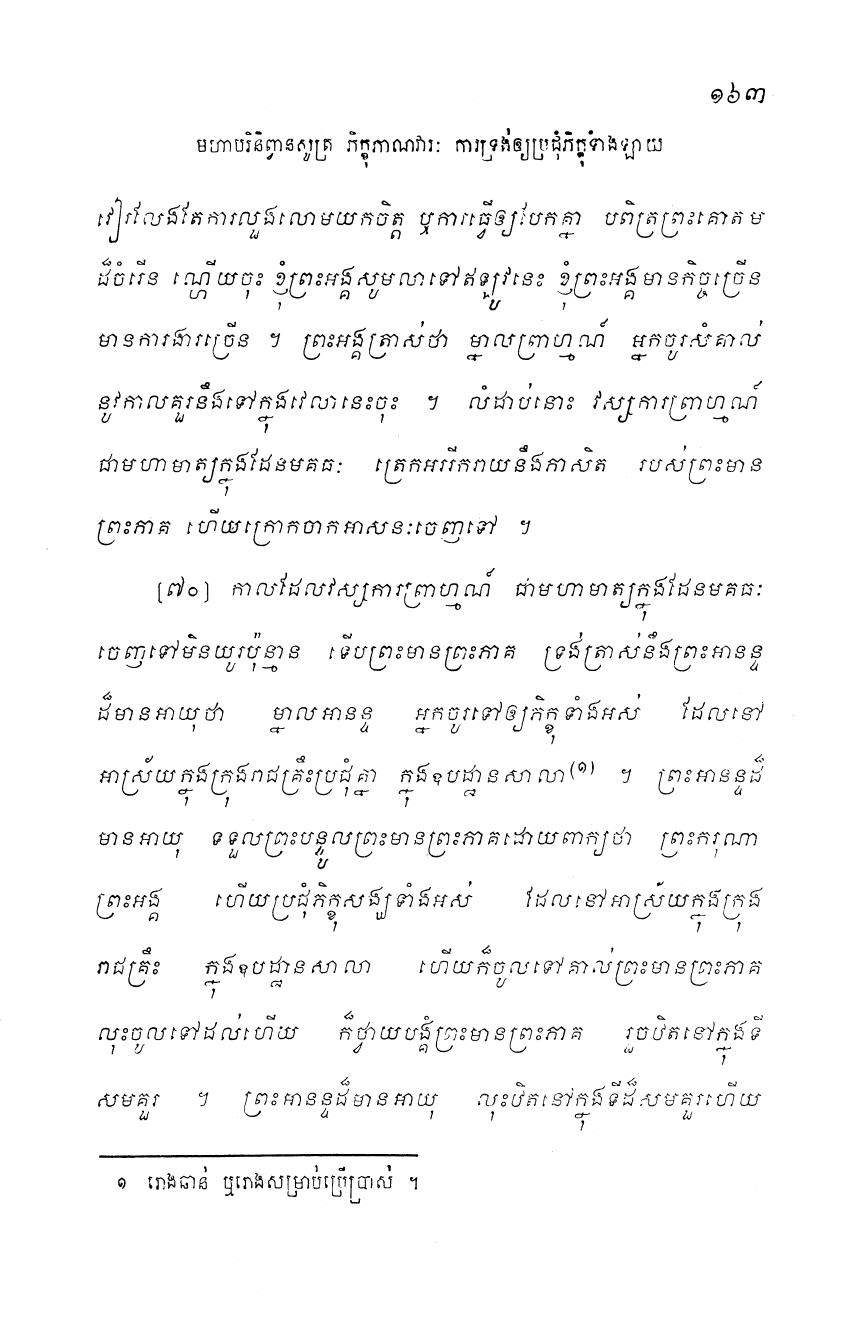 ១៦៣
មហាបរិនិព្វានសូត្រ ភិក្ខុភាណវារៈ ការទ្រង់ឲ្យប្រជុំភិក្ខុទាំងឡាយ
វៀរលែងតែការលួងលោមយកចិត្ត ឬការធ្វើឲ្យបែកគ្នា បពិត្រព្រះគោតម
ដ៏ចំរើន ណ្ហើយចុះ ខ្ញុំព្រះអង្គសូមលាទៅឥឡូវនេះ ខ្ញុំព្រះអង្គមានកិច្ចច្រើន
មានការងារច្រើន ។ ព្រះអង្គត្រាស់ថា ម្នាលព្រាហ្មណ៍ អ្នកចូរសំគាល់
នូវកាលគួរនឹងទៅក្នុងវេលានេះចុះ ។ លំដាប់នោះ វស្សការព្រាហ្មណ៍
ជាមហាមាត្យក្នុងដែនមគធៈ ត្រេកអររីករាយនឹងភាសិត របស់ព្រះមាន
ព្រះភាគ ហើយក្រោកចាកអាសនៈចេញទៅ ។
[៧០] កាលដែលវស្សការព្រាហ្មណ៍ ជាមហាមាត្យក្នុងដែនមគធៈ
ចេញទៅមិនយូរប៉ុន្មាន ទើបព្រះមានព្រះភាគ ទ្រង់ត្រាស់នឹងព្រះអានន្ទ
ដ៏មានអាយុថា ម្នាលអានន្ទ អ្នកចូរទៅឲ្យភិក្ខុទាំងអស់ ដែលនៅ
អាស្រ័យក្នុងក្រុងរាជគ្រឹះប្រជុំគ្នា ក្នុងឧបដ្ឋានសាលា(១) ។ ព្រះអានន្ទដ៏
មានអាយុ ទទួលព្រះបន្ទូលព្រះមានព្រះភាគដោយពាក្យថា ព្រះករុណា
ព្រះអង្គ ហើយប្រជុំភិក្ខុសង្ឃទាំងអស់ ដែលនៅអាស្រ័យក្នុងក្រុង
រាជគ្រឹះ ក្នុងឧបដ្ឋានសាលា ហើយក៏ចូលទៅគាល់ព្រះមានព្រះភាគ
លុះចូលទៅដល់ហើយ ក៏ថ្វាយបង្គំព្រះមានព្រះភាគ រួចឋិតនៅក្នុងទី
សមគួរ ។ ព្រះអានន្ទដ៏មានអាយុ លុះឋិតនៅក្នុងទីដ៏សមគួរហើយ
១ រោងឆាន់ ឬរោងសម្រាប់ប្រើប្រាស់ ។